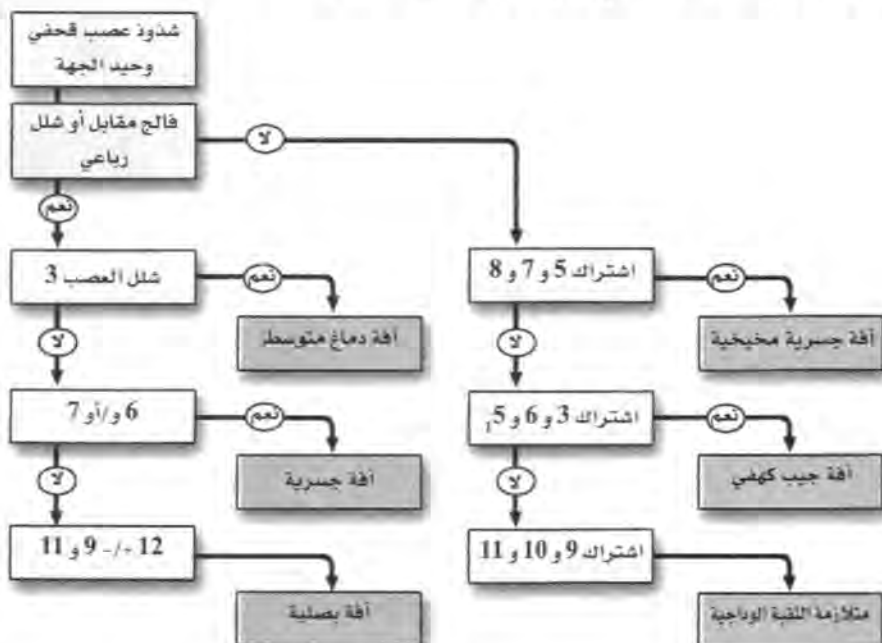 شذوذ عصب قحفي
وحيد الجهة
فالج مقابل أو شلل
رباعي
لا
نعم
شلل العصب 3
نعم
اشتراك 5 و 7 و 8
نعم
آفة دماغ متوسط
آفة جسرية مخيخية
لا
لا
6 و/أو 7
نعم
اشتراك 3 و 6 و 5₁
نعم
آفة جسرية
آفة جيب كهفي
لا
لا
12 +/- 9 و 11
اشتراك 9 و 10 و 11
آفة بصلية
متلازمة الثقبة الوداجية